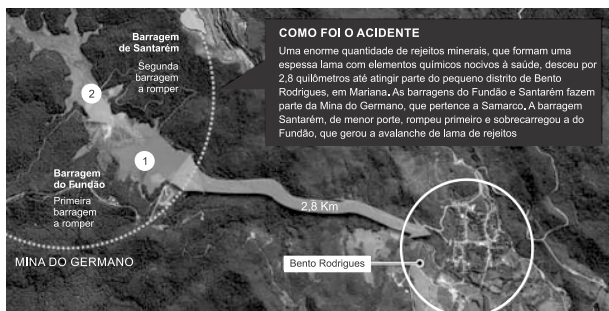 Barragem
de Santarém
Segunda
barragem
a romper
2
1
Barragem
do Fundão
Primeira
barragem
a romper
MINA DO GERMANO
COMO FOI O ACIDENTE
Uma enorme quantidade de rejeitos minerais, que formam uma
espessa lama com elementos químicos nocivos à saúde, desceu por
2,8 quilômetros até atingir parte do pequeno distrito de Bento
Rodrigues, em Mariana. As barragens do Fundão e Santarém fazem
parte da Mina do Germano, que pertence a Samarco. A barragem
Santarém, de menor porte, rompeu primeiro e sobrecarregou a do
Fundão, que gerou a avalanche de lama de rejeitos
2,8 Km
Bento Rodrigues